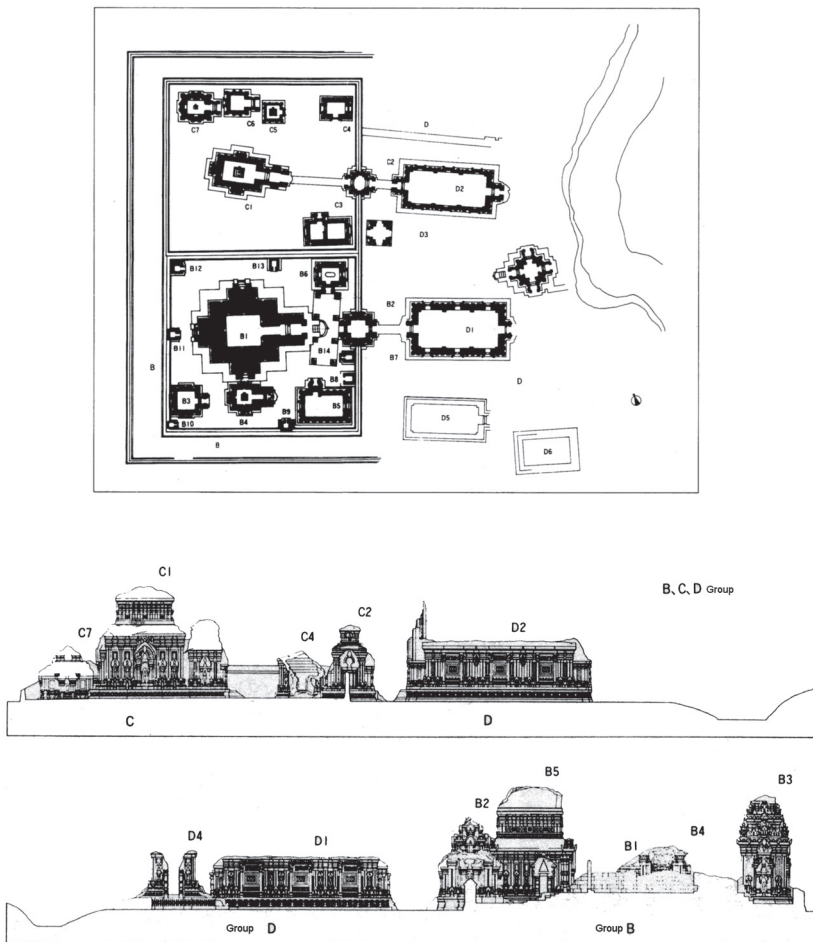 D
C7
C6
C5
C4
C2
D2
C1
C3
D3
B12
B13
B6
B2
B1
D1
B11
B14
B7
B
B8
D
B3
B4
B9
B5
D5
B10
D6
B
C1
B、C、D Group
C2
C7
C4
D2
C
D
B5
B3
B2
D4
D1
B1
B4
Group D
Group B